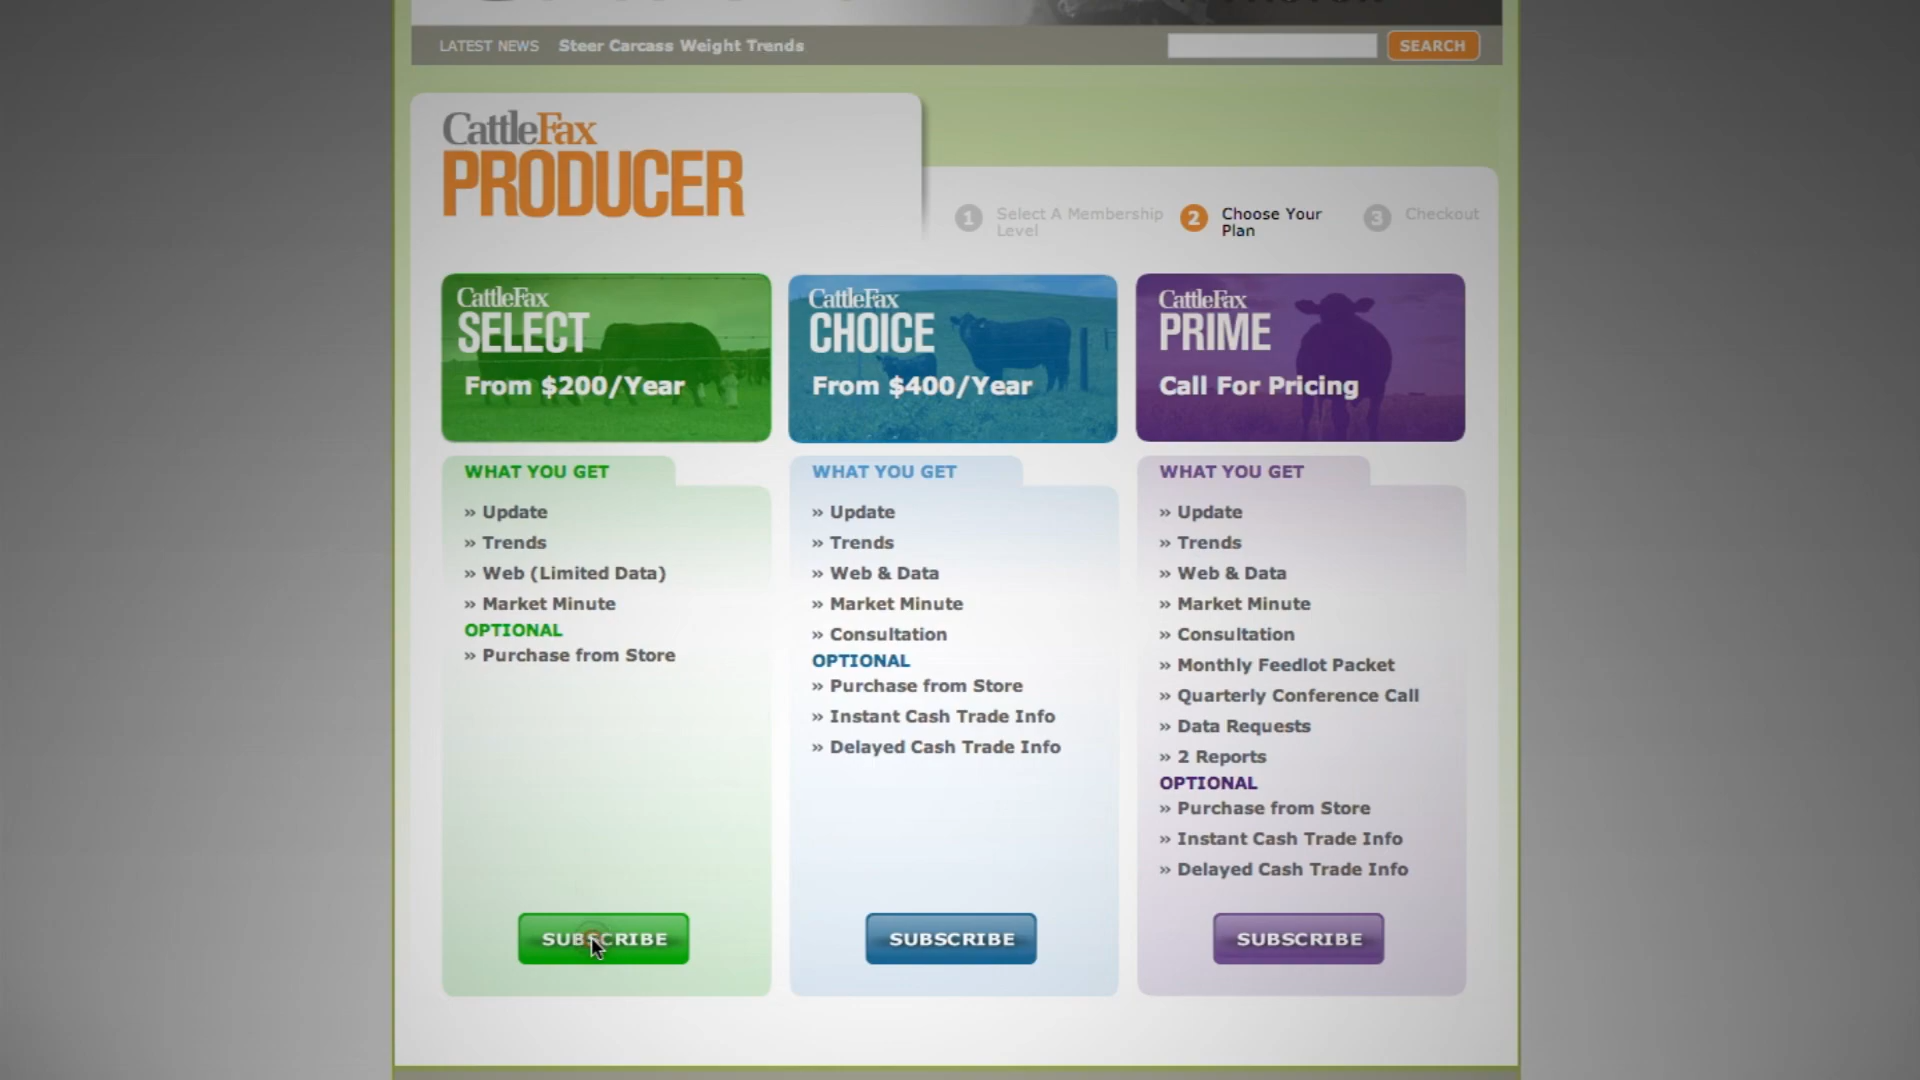 LATEST NEWS Steer Carcass Weight Trends SEARCH
CattleFax
PRODUCER
1 Select A Membership Level
2 Choose Your Plan
3 Checkout
CattleFax
SELECT
From $200/Year
WHAT YOU GET
» Update
» Trends
» Web (Limited Data)
» Market Minute
OPTIONAL
» Purchase from Store
SUBSCRIBE
CattleFax
CHOICE
From $400/Year
WHAT YOU GET
» Update
» Trends
» Web & Data
» Market Minute
» Consultation
OPTIONAL
» Purchase from Store
» Instant Cash Trade Info
» Delayed Cash Trade Info
SUBSCRIBE
CattleFax
PRIME
Call For Pricing
WHAT YOU GET
» Update
» Trends
» Web & Data
» Market Minute
» Consultation
» Monthly Feedlot Packet
» Quarterly Conference Call
» Data Requests
» 2 Reports
OPTIONAL
» Purchase from Store
» Instant Cash Trade Info
» Delayed Cash Trade Info
SUBSCRIBE